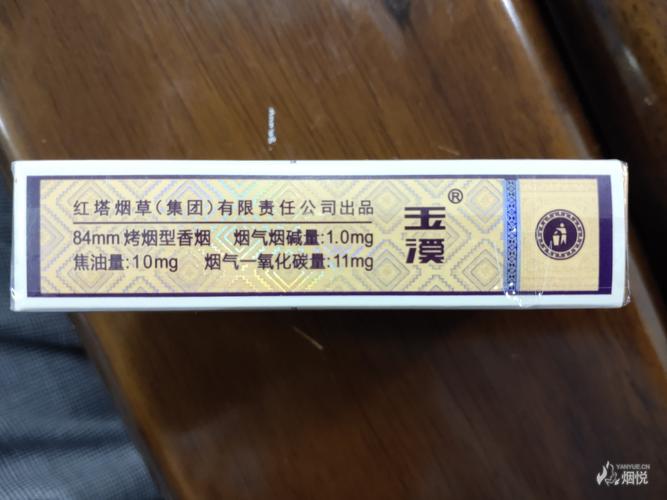 红塔烟草(集团)有限责任公司出品
84mm 烤烟型香烟 烟气烟碱量:1.0mg
焦油量:10mg 烟气一氧化碳量:11mg
玉溪®
YANYUE.CN
烟悦